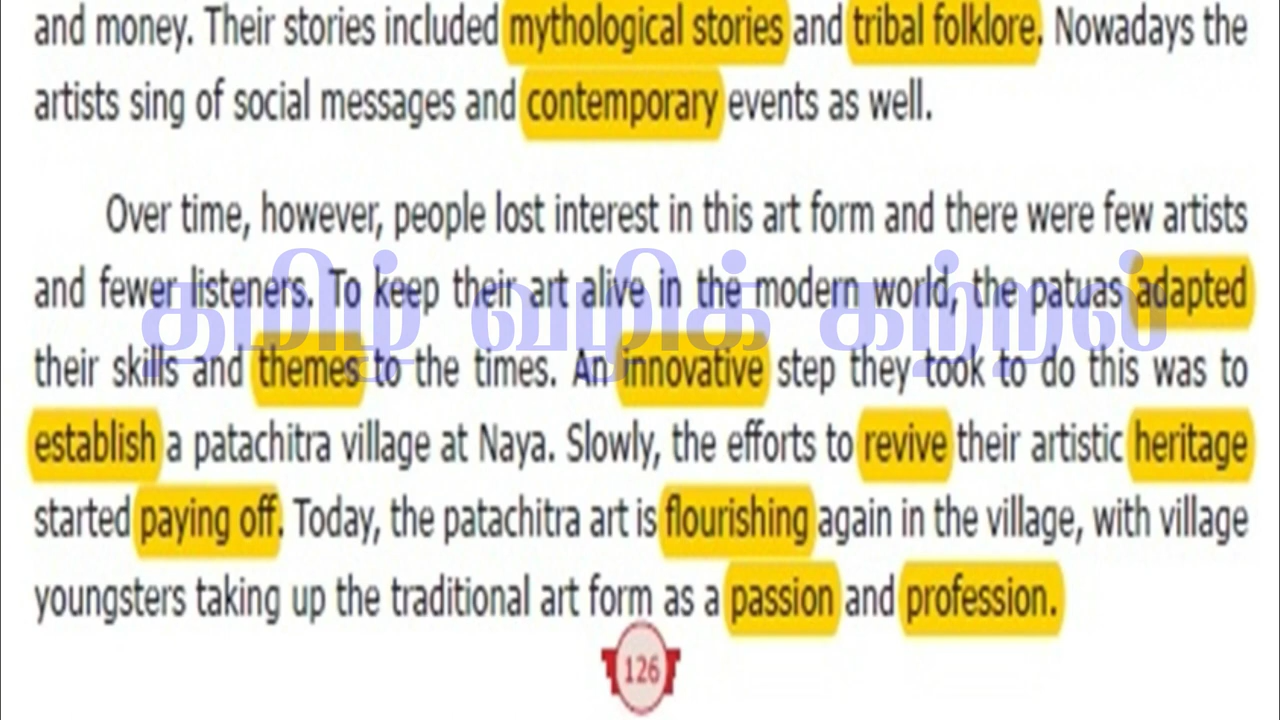 and money. Their stories included mythological stories and tribal folklore. Nowadays the
artists sing of social messages and contemporary events as well.
Over time, however, people lost interest in this art form and there were few artists
and fewer listeners. To keep their art alive in the modern world, the patuas adapted
தமிழ் வழிக் கற்றல்
their skills and themes to the times. An innovative step they took to do this was to
establish a patachitra village at Naya. Slowly, the efforts to revive their artistic heritage
started paying off. Today, the patachitra art is flourishing again in the village, with village
youngsters taking up the traditional art form as a passion and profession.
126